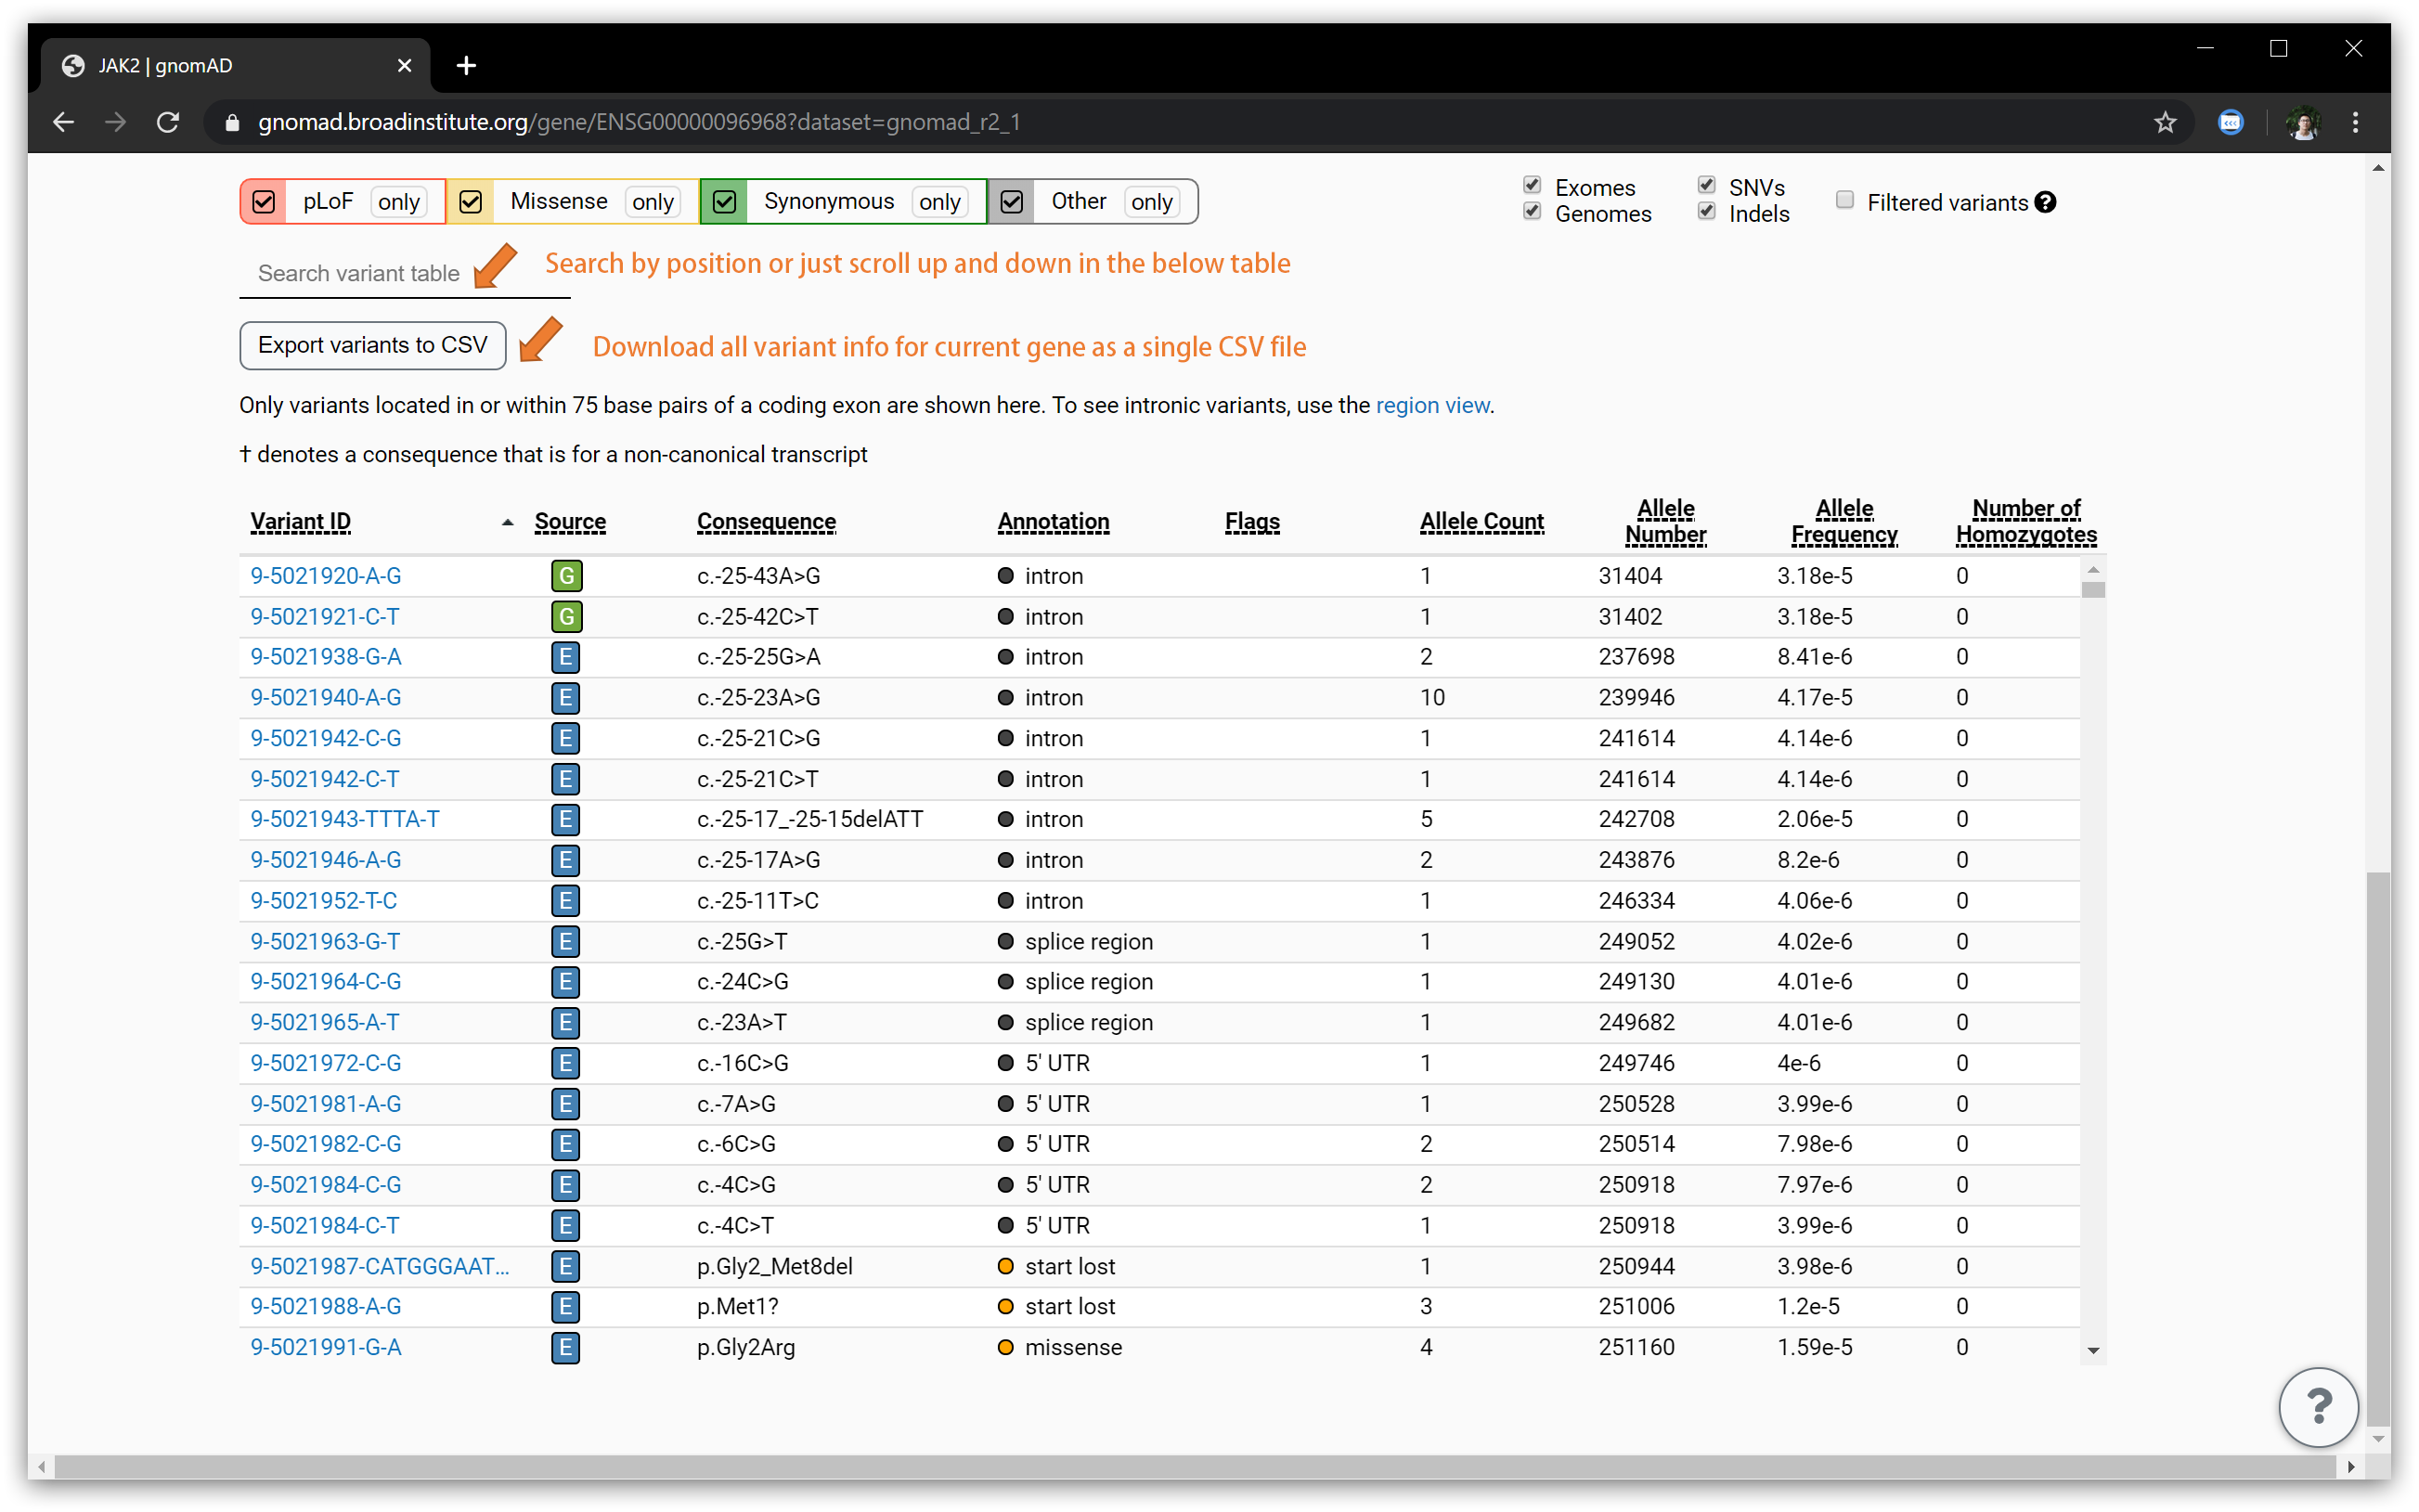 JAK2 | gnomAD
gnomad.broadinstitute.org/gene/ENSG00000096968?dataset=gnomad_r2_1
pLoF only Missense only Synonymous only Other only
Exomes SNVs Filtered variants ?
Genomes Indels
Search variant table Search by position or just scroll up and down in the below table
Export variants to CSV Download all variant info for current gene as a single CSV file
Only variants located in or within 75 base pairs of a coding exon are shown here. To see intronic variants, use the region view.
† denotes a consequence that is for a non-canonical transcript
Variant ID Source Consequence Annotation Flags Allele Count Allele Number Allele Frequency Number of Homozygotes
9-5021920-A-G G c.-25-43A>G intron 1 31404 3.18e-5 0
9-5021921-C-T G c.-25-42C>T intron 1 31402 3.18e-5 0
9-5021938-G-A E c.-25-25G>A intron 2 237698 8.41e-6 0
9-5021940-A-G E c.-25-23A>G intron 10 239946 4.17e-5 0
9-5021942-C-G E c.-25-21C>G intron 1 241614 4.14e-6 0
9-5021942-C-T E c.-25-21C>T intron 1 241614 4.14e-6 0
9-5021943-TTTA-T E c.-25-17_-25-15delATT intron 5 242708 2.06e-5 0
9-5021946-A-G E c.-25-17A>G intron 2 243876 8.2e-6 0
9-5021952-T-C E c.-25-11T>C intron 1 246334 4.06e-6 0
9-5021963-G-T E c.-25G>T splice region 1 249052 4.02e-6 0
9-5021964-C-G E c.-24C>G splice region 1 249130 4.01e-6 0
9-5021965-A-T E c.-23A>T splice region 1 249682 4.01e-6 0
9-5021972-C-G E c.-16C>G 5' UTR 1 249746 4e-6 0
9-5021981-A-G E c.-7A>G 5' UTR 1 250528 3.99e-6 0
9-5021982-C-G E c.-6C>G 5' UTR 2 250514 7.98e-6 0
9-5021984-C-G E c.-4C>G 5' UTR 2 250918 7.97e-6 0
9-5021984-C-T E c.-4C>T 5' UTR 1 250918 3.99e-6 0
9-5021987-CATGGGAAT... E p.Gly2_Met8del start lost 1 250944 3.98e-6 0
9-5021988-A-G E p.Met1? start lost 3 251006 1.2e-5 0
9-5021991-G-A E p.Gly2Arg missense 4 251160 1.59e-5 0
?